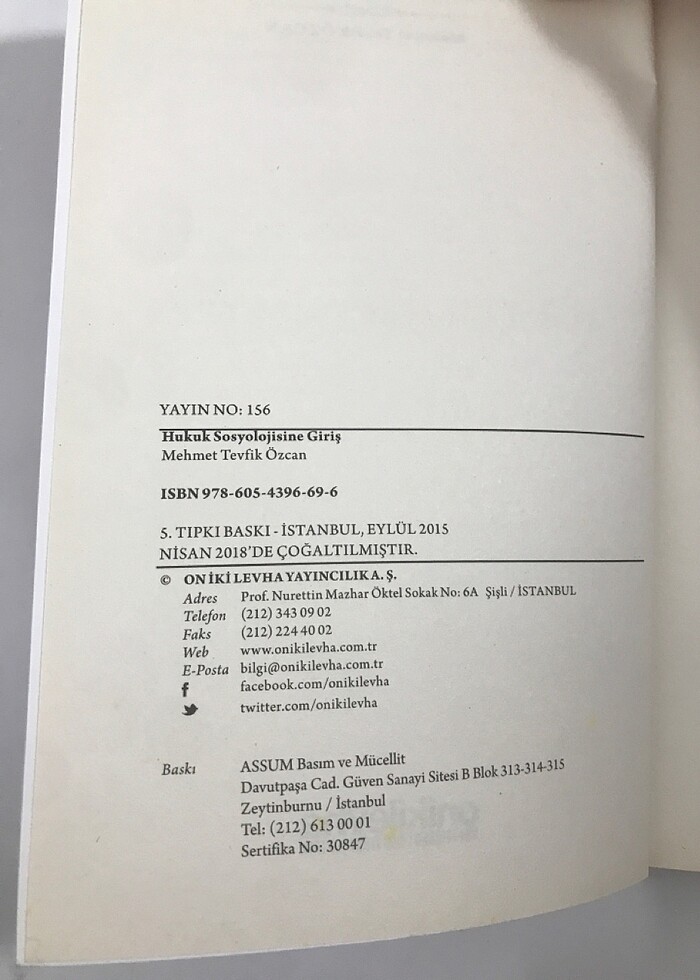 YAYIN NO: 156
Hukuk Sosyolojisine Giriş
Mehmet Tevfik Özcan
ISBN 978-605-4396-69-6
5. TIPKI BASKI - İSTANBUL, EYLÜL 2015
NİSAN 2018'DE ÇOĞALTILMIŞTIR.
© ON İKİ LEVHA YAYINCILIK A. Ş.
Adres Prof. Nurettin Mazhar Öktel Sokak No: 6A Şişli / İSTANBUL
Telefon (212) 343 09 02
Faks (212) 224 40 02
Web www.onikilevha.com.tr
E-Posta bilgi@onikilevha.com.tr
facebook.com/onikilevha
twitter.com/onikilevha
Baskı ASSUM Basım ve Mücellit
Davutpaşa Cad. Güven Sanayi Sitesi B Blok 313-314-315
Zeytinburnu / İstanbul
Tel: (212) 613 00 01
Sertifika No: 30847